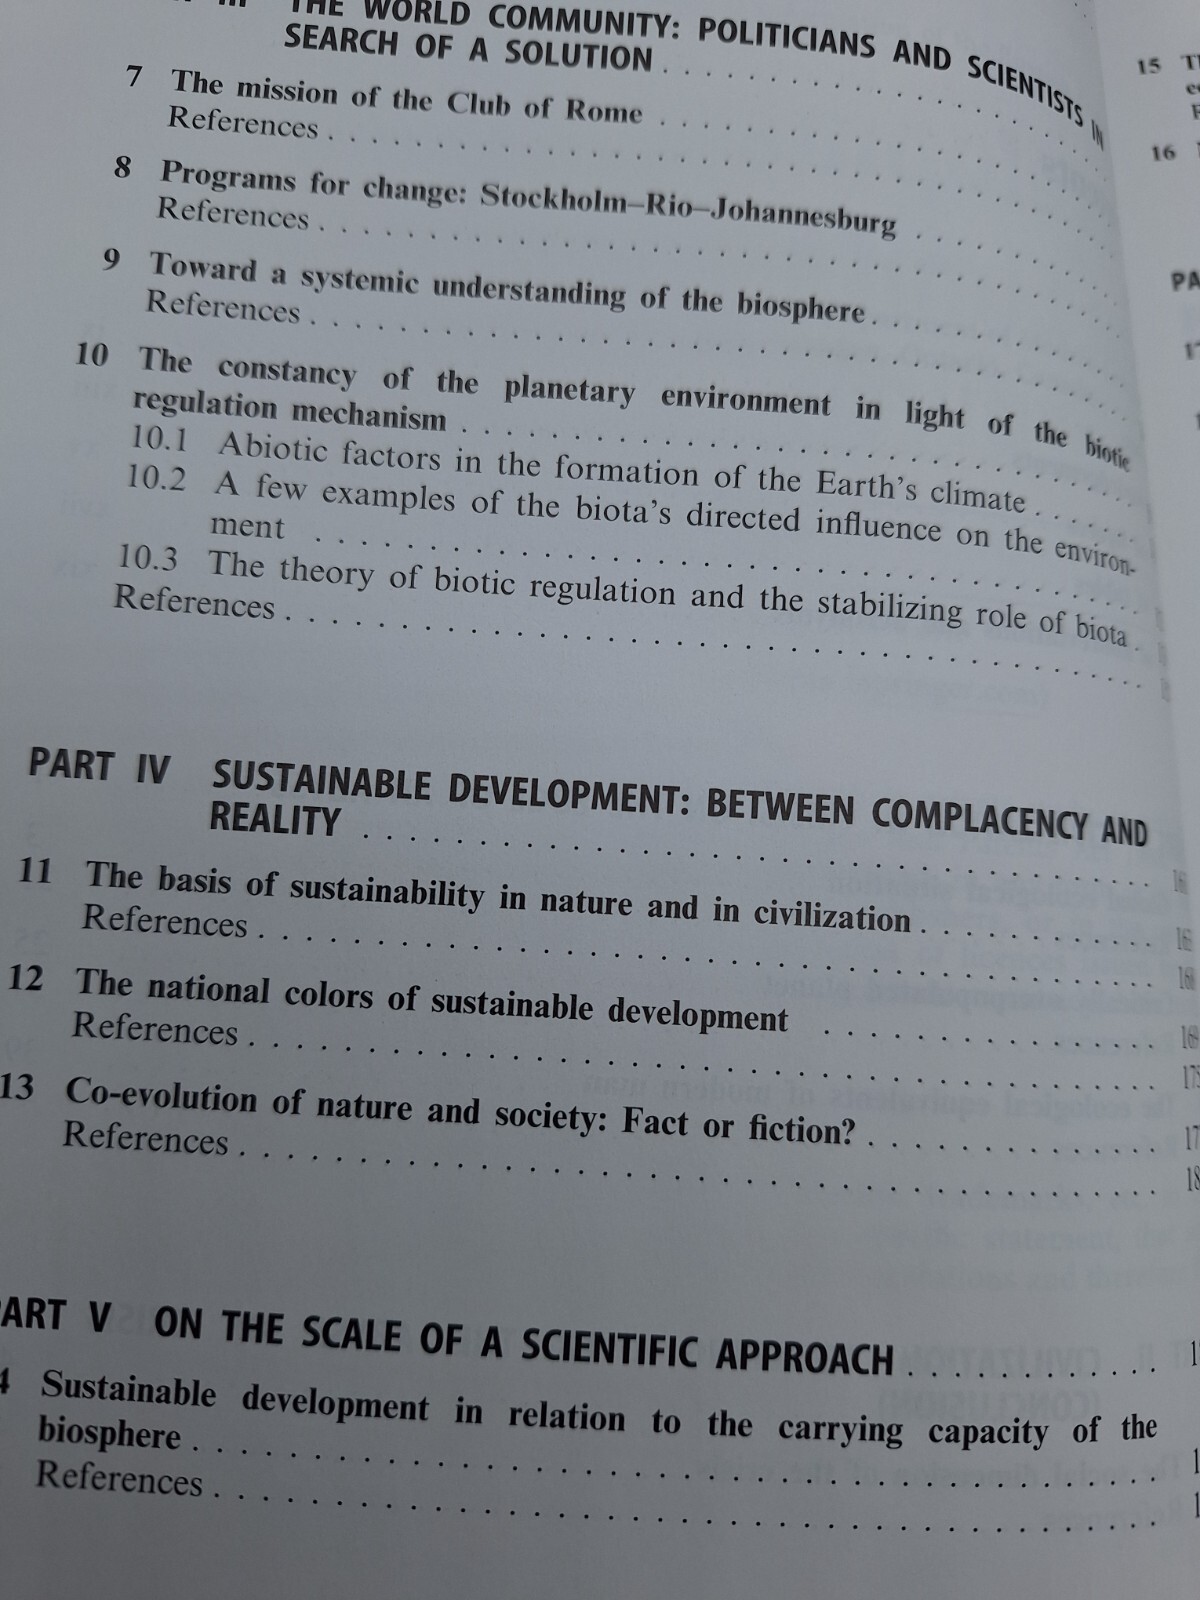 III THE WORLD COMMUNITY: POLITICIANS AND SCIENTISTS IN
SEARCH OF A SOLUTION
7 The mission of the Club of Rome
References
8 Programs for change: Stockholm–Rio–Johannesburg
References
9 Toward a systemic understanding of the biosphere
References
10 The constancy of the planetary environment in light of the biotic
regulation mechanism
10.1 Abiotic factors in the formation of the Earth's climate
10.2 A few examples of the biota's directed influence on the environ-
ment
10.3 The theory of biotic regulation and the stabilizing role of biota
References
PART IV SUSTAINABLE DEVELOPMENT: BETWEEN COMPLACENCY AND
REALITY
11 The basis of sustainability in nature and in civilization
References
12 The national colors of sustainable development
References
13 Co-evolution of nature and society: Fact or fiction?
References
PART V ON THE SCALE OF A SCIENTIFIC APPROACH
4 Sustainable development in relation to the carrying capacity of the
biosphere
References
15
16
PA
17